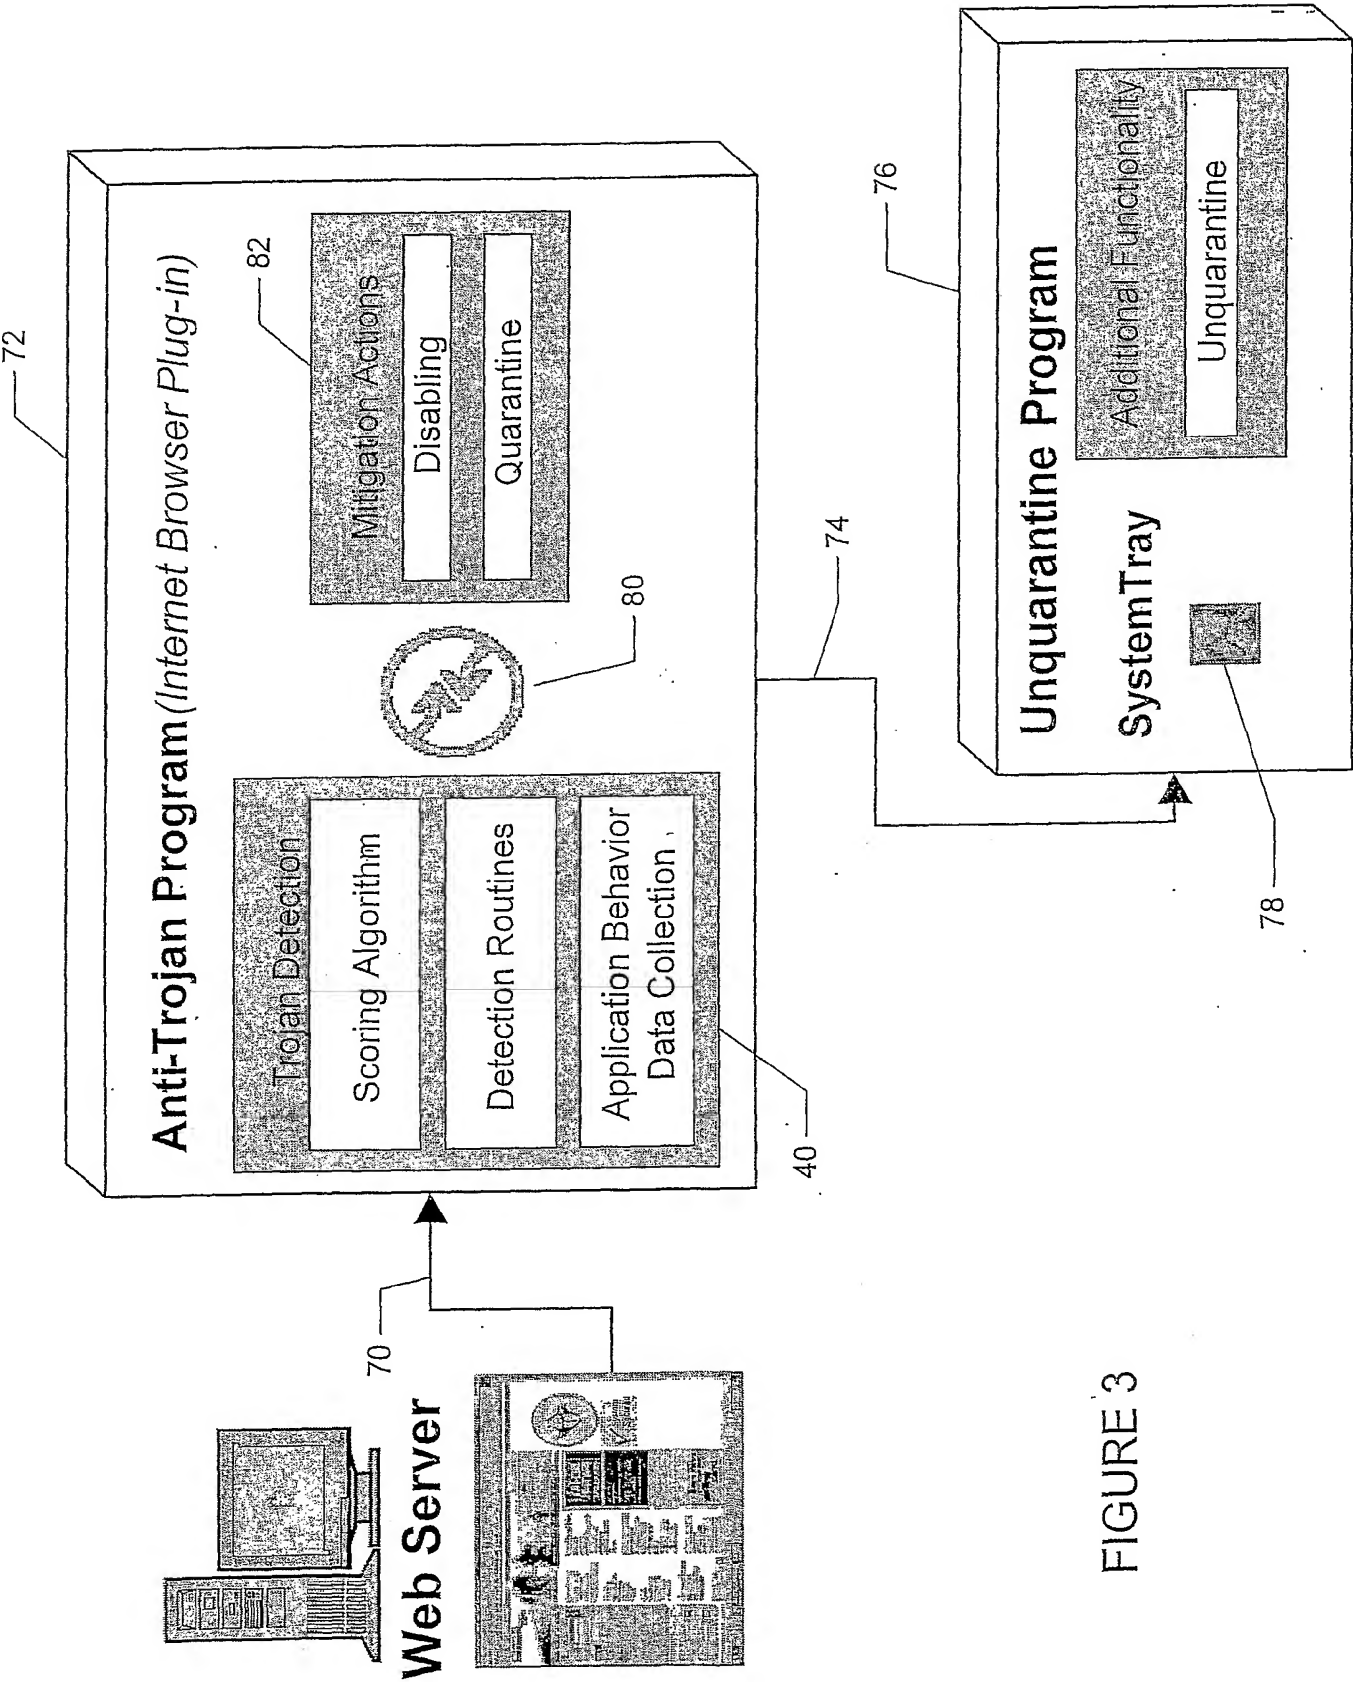 72
Anti-Trojan Program (Internet Browser Plug-in)
Trojan Detection
Scoring Algorithm
Detection Routines
Application Behavior
Data Collection
40
80
82
Mitigation Actions
Disabling
Quarantine
70
Web Server
74
76
Unquarantine Program
SystemTray
78
Additional Functionality
Unquarantine
FIGURE 3